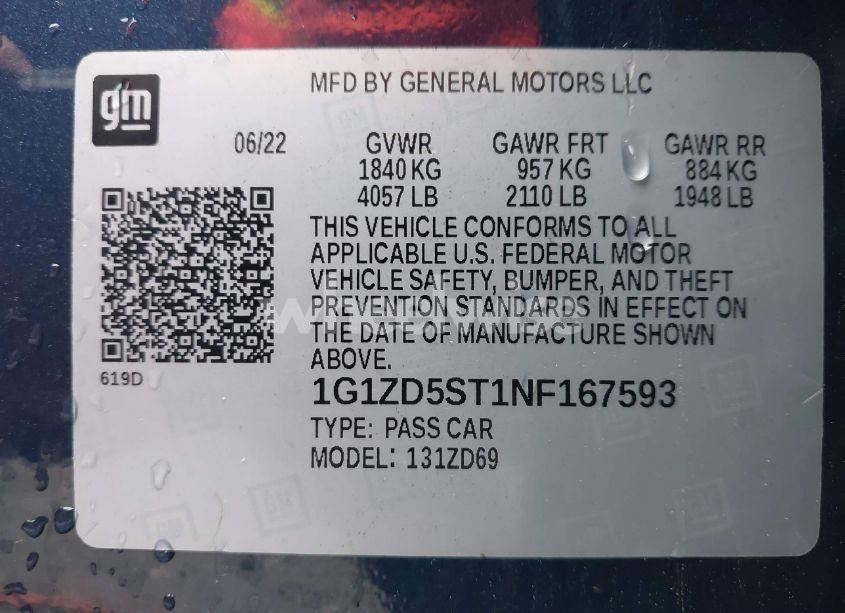 gm
MFD BY GENERAL MOTORS LLC
06/22 GVWR GAWR FRT GAWR RR
1840 KG 957 KG 884 KG
4057 LB 2110 LB 1948 LB
THIS VEHICLE CONFORMS TO ALL
APPLICABLE U.S. FEDERAL MOTOR
VEHICLE SAFETY, BUMPER, AND THEFT
PREVENTION STANDARDS IN EFFECT ON
THE DATE OF MANUFACTURE SHOWN
ABOVE.
619D
1G1ZD5ST1NF167593
TYPE: PASS CAR
MODEL: 131ZD69